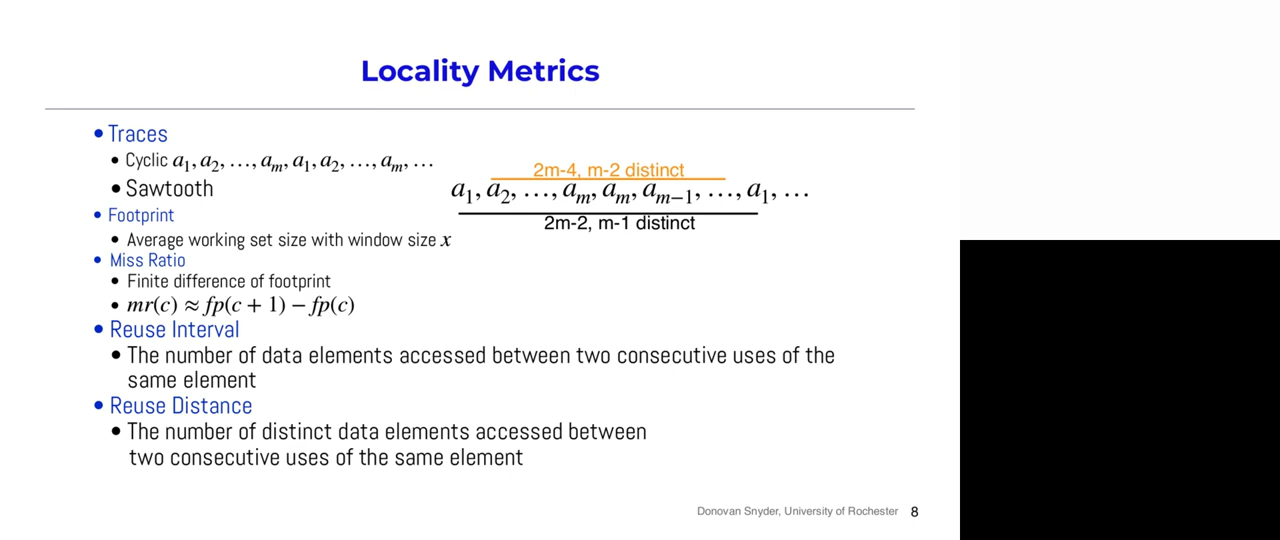 Locality Metrics
• Traces
• Cyclic a₁, a₂, …, aₘ, a₁, a₂, …, aₘ, …
2m-4, m-2 distinct
• Sawtooth a₁, a₂, …, aₘ, aₘ, aₘ₋₁, …, a₁, …
2m-2, m-1 distinct
• Footprint
• Average working set size with window size x
• Miss Ratio
• Finite difference of footprint
• mr(c) ≈ fp(c + 1) − fp(c)
• Reuse Interval
• The number of data elements accessed between two consecutive uses of the
same element
• Reuse Distance
• The number of distinct data elements accessed between
two consecutive uses of the same element
Donovan Snyder, University of Rochester 8